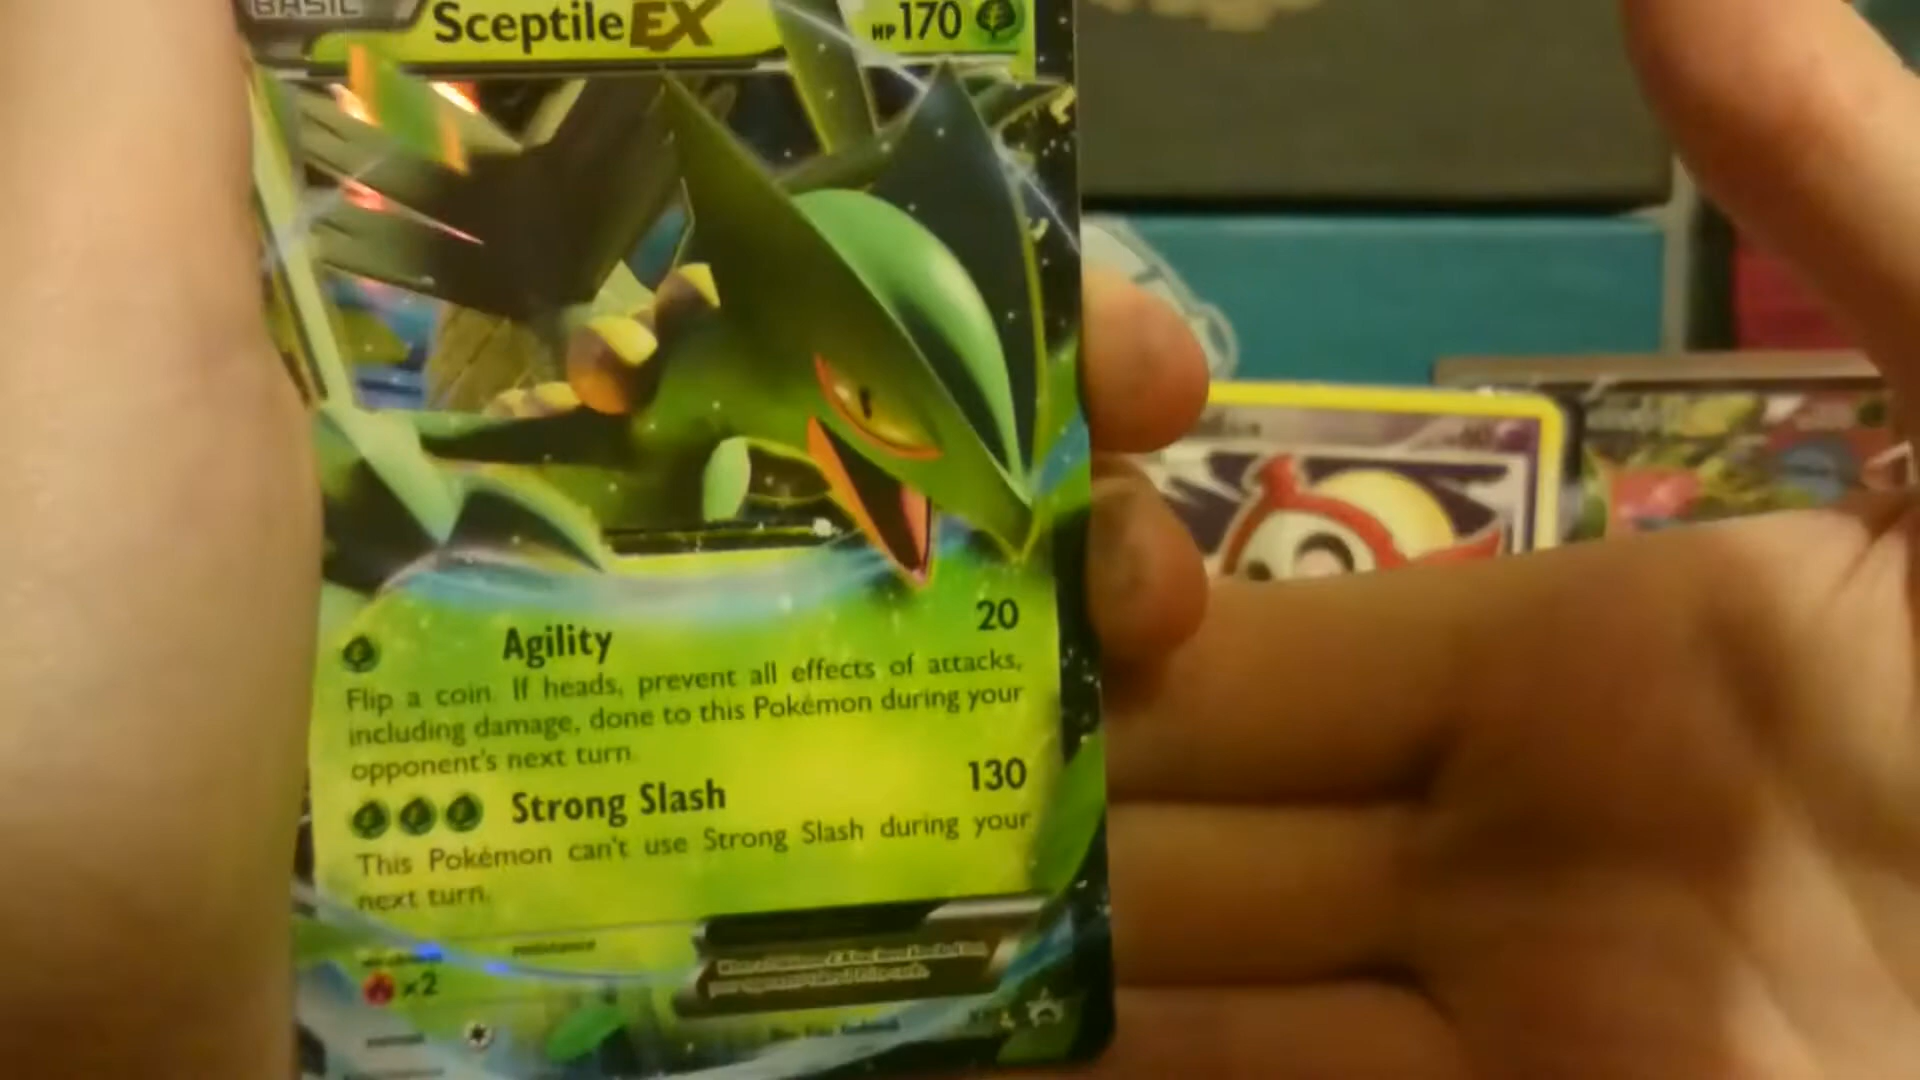 BASIC
Sceptile EX HP 170
Agility 20
Flip a coin. If heads, prevent all effects of attacks,
including damage, done to this Pokémon during your
opponent's next turn.
Strong Slash 130
This Pokémon can't use Strong Slash during your
next turn.
resistance
×2